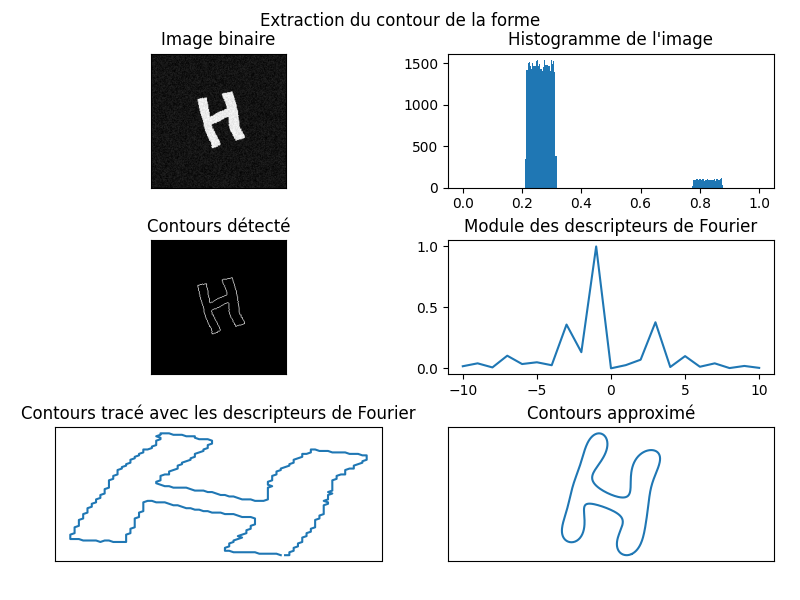 Extraction du contour de la forme
Image binaire
H
Histogramme de l'image
1500
1000
500
0
0.0 0.2 0.4 0.6 0.8 1.0
Contours détecté
H
Module des descripteurs de Fourier
1.0
0.5
0.0
−10 −5 0 5 10
Contours tracé avec les descripteurs de Fourier
H
Contours approximé
H